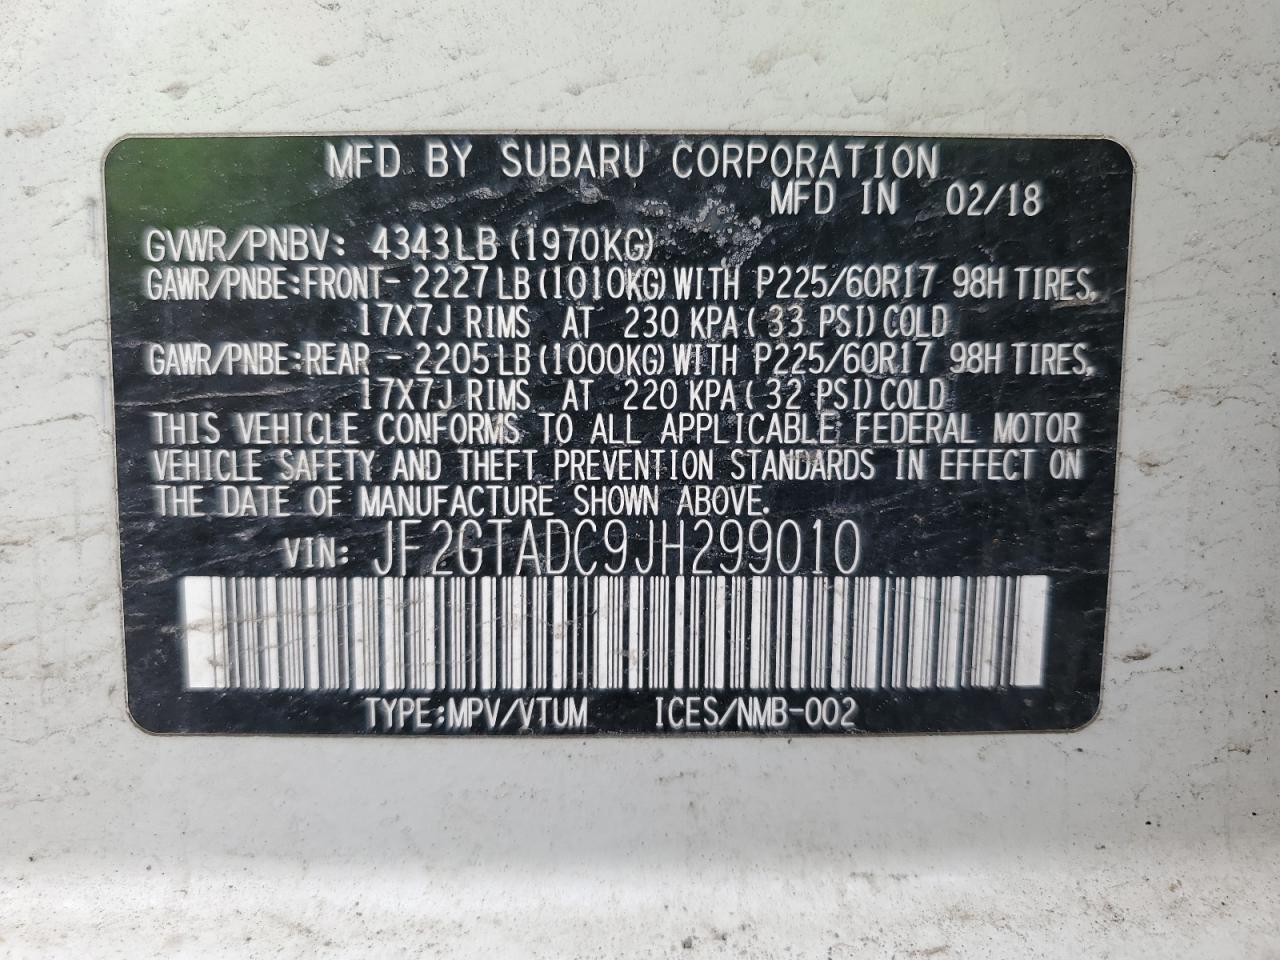 MFD BY SUBARU CORPORATION
MFD IN 02/18
GVWR/PNBV: 4343LB (1970KG)
GAWR/PNBE:FRONT- 2227 LB (1010KG) WITH P225/60R17 98H TIRES,
17X7J RIMS AT 230 KPA ( 33 PSI) COLD
GAWR/PNBE:REAR - 2205 LB (1000KG) WITH P225/60R17 98H TIRES,
17X7J RIMS AT 220 KPA ( 32 PSI) COLD
THIS VEHICLE CONFORMS TO ALL APPLICABLE FEDERAL MOTOR
VEHICLE SAFETY AND THEFT PREVENTION STANDARDS IN EFFECT ON
THE DATE OF MANUFACTURE SHOWN ABOVE.
VIN: JF2GTADC9JH299010
TYPE:MPV/VTUM ICES/NMB-002